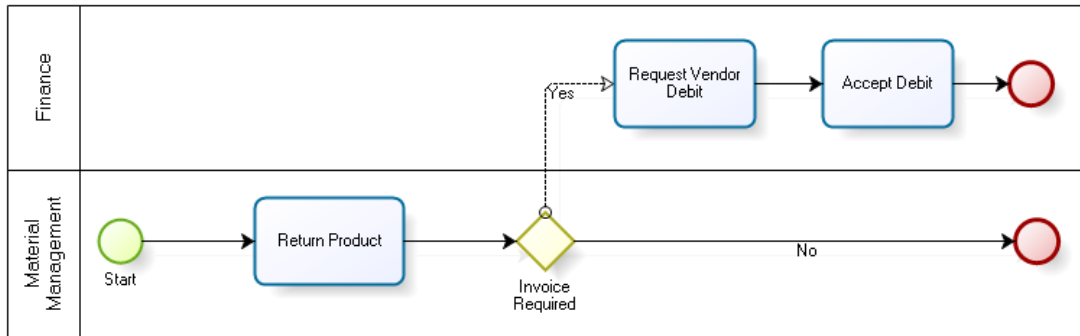 Finance
Request Vendor
Debit
Accept Debit
Yes
Material
Management
Start
Return Product
Invoice
Required
No